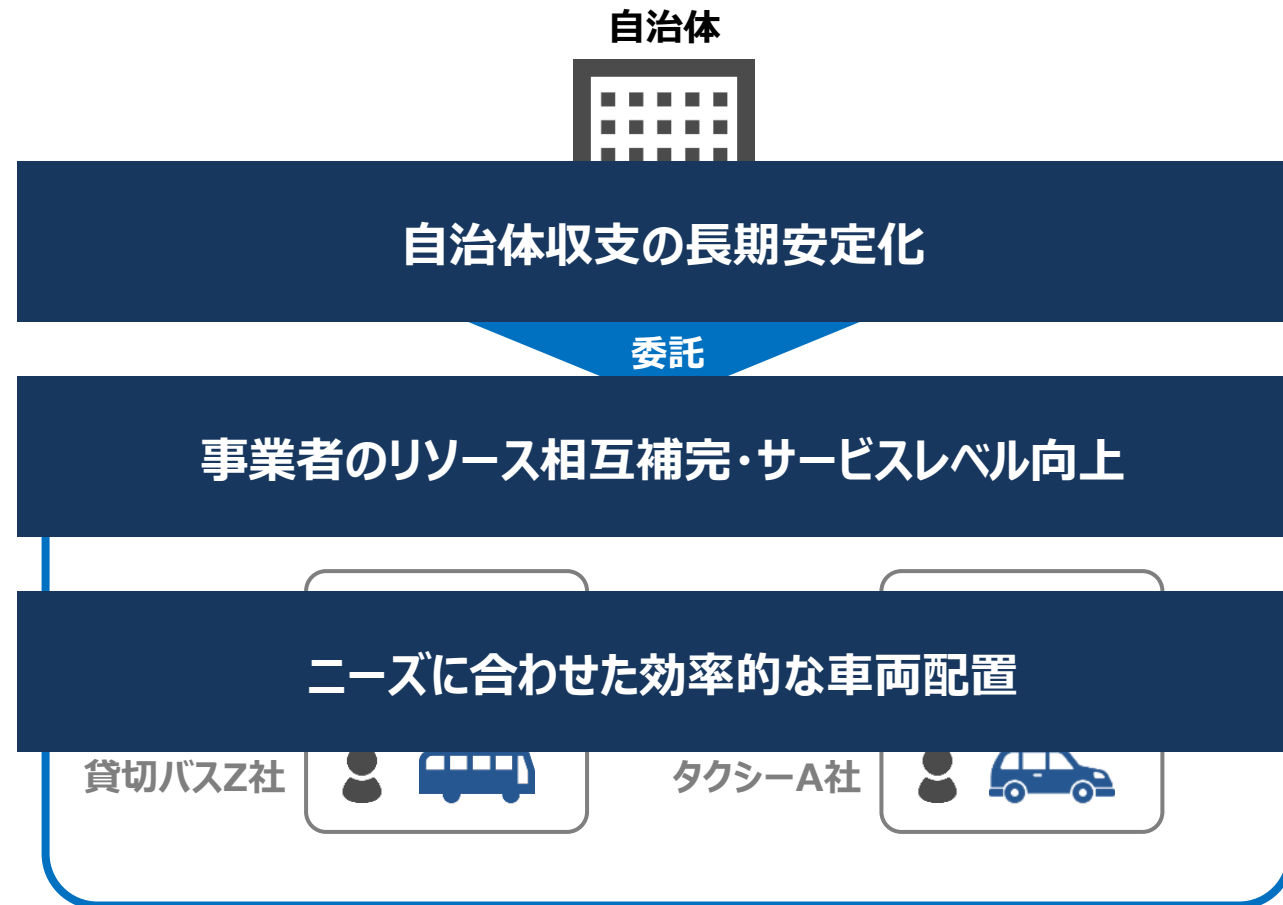 自治体
自治体収支の長期安定化
委託
事業者のリソース相互補完・サービスレベル向上
ニーズに合わせた効率的な車両配置
貸切バスZ社
タクシーA社